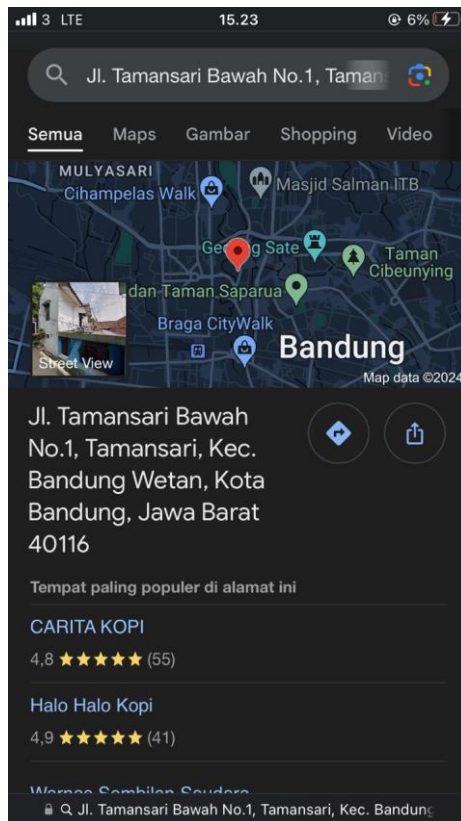 3 LTE 15.23 6%
Jl. Tamansari Bawah No.1, Taman
Semua Maps Gambar Shopping Video
MULYASARI
Cihampelas Walk
Masjid Salman ITB
Sate
Taman
Cibeunying
dan Taman Saparua
Braga CityWalk
Bandung
Street View
Map data ©2024
Jl. Tamansari Bawah
No.1, Tamansari, Kec.
Bandung Wetan, Kota
Bandung, Jawa Barat
40116
Tempat paling populer di alamat ini
CARITA KOPI
4,8 ★★★★★ (55)
Halo Halo Kopi
4,9 ★★★★★ (41)
Jl. Tamansari Bawah No.1, Tamansari, Kec. Bandung